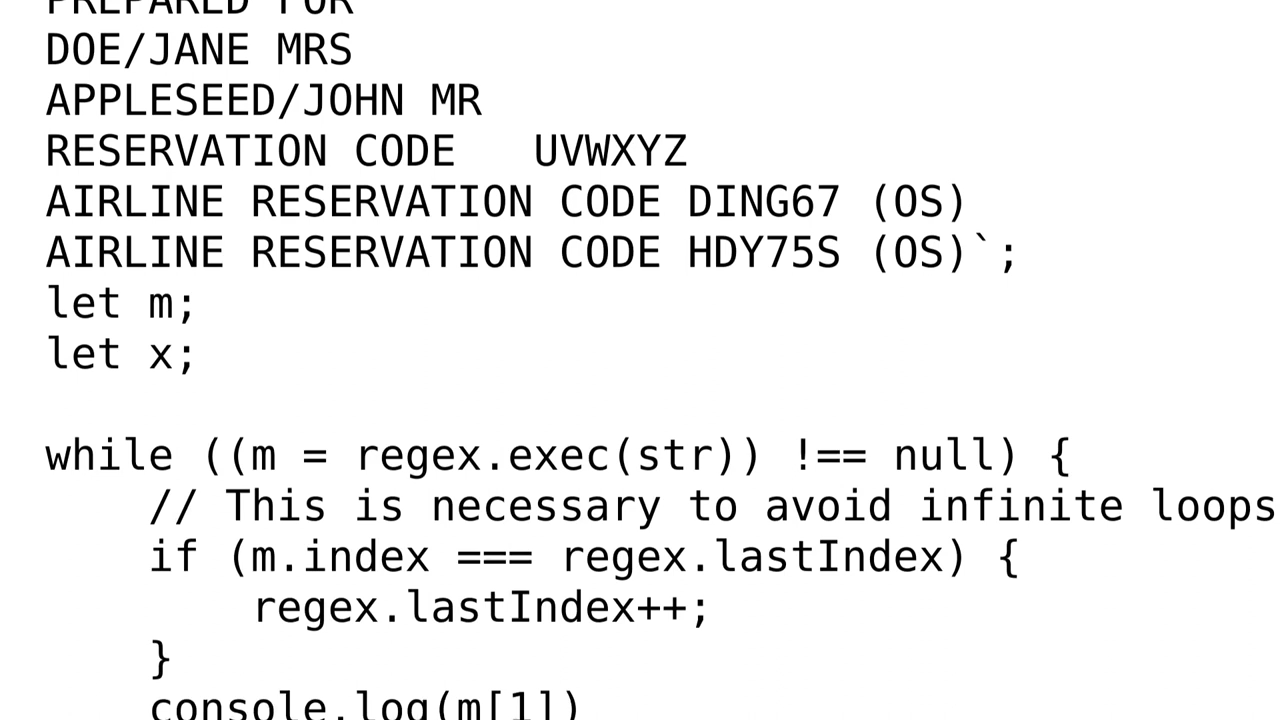 PREPARED FOR
DOE/JANE MRS
APPLESEED/JOHN MR
RESERVATION CODE   UVWXYZ
AIRLINE RESERVATION CODE DING67 (OS)
AIRLINE RESERVATION CODE HDY75S (OS)`;
let m;
let x;

while ((m = regex.exec(str)) !== null) {
    // This is necessary to avoid infinite loops
    if (m.index === regex.lastIndex) {
        regex.lastIndex++;
    }
    console.log(m[1])